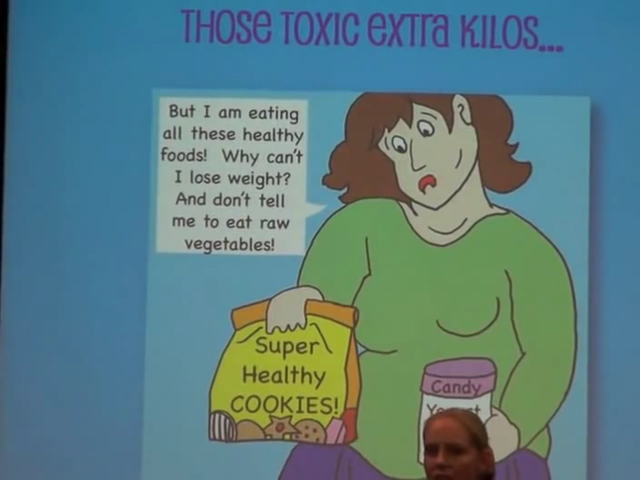 THOSE TOXIC EXTRA KILOS...
But I am eating
all these healthy
foods! Why can't
I lose weight?
And don't tell
me to eat raw
vegetables!
Super
Healthy
COOKIES!
Candy